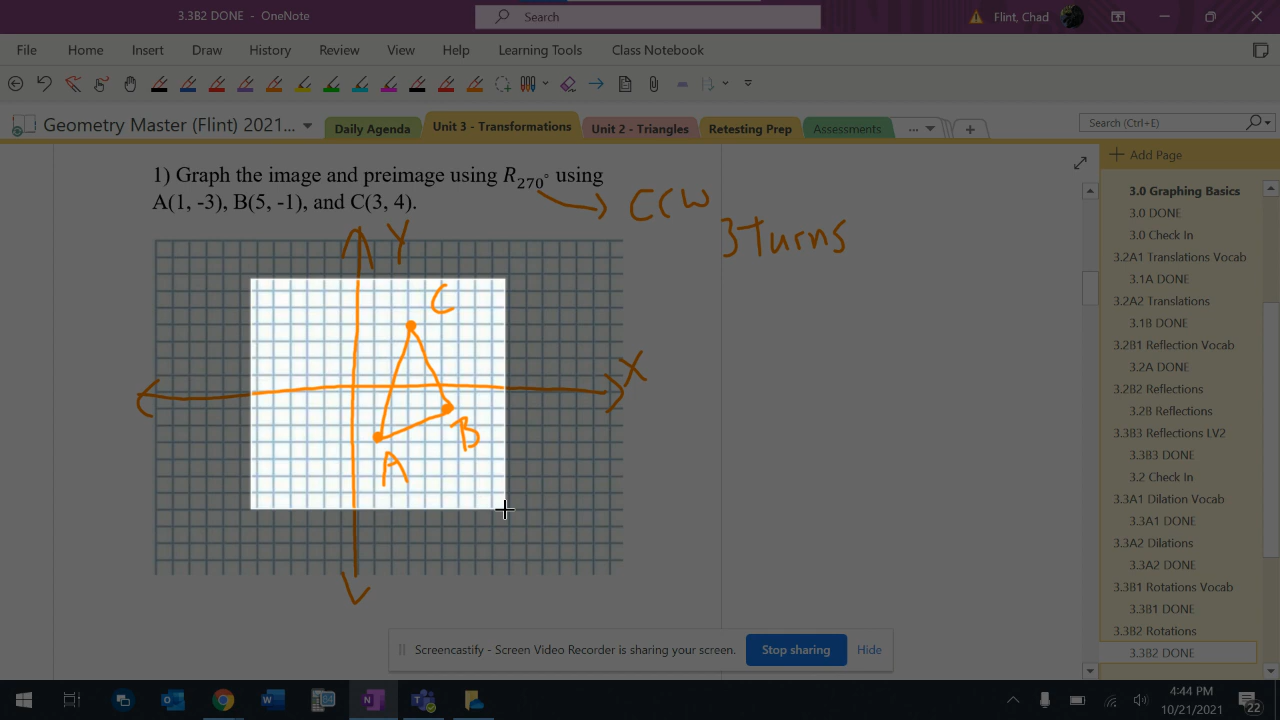 3.3B2 DONE - OneNote
Search
Flint, Chad
File Home Insert Draw History Review View Help Learning Tools Class Notebook
Geometry Master (Flint) 2021...
Daily Agenda
Unit 3 - Transformations
Unit 2 - Triangles
Retesting Prep
Assessments
...
Search (Ctrl+E)
Add Page
1) Graph the image and preimage using R270° using
A(1, -3), B(5, -1), and C(3, 4).
CCW
3 turns
Y
C
X
B
A
3.0 Graphing Basics
3.0 DONE
3.0 Check In
3.2A1 Translations Vocab
3.1A DONE
3.2A2 Translations
3.1B DONE
3.2B1 Reflection Vocab
3.2A DONE
3.2B2 Reflections
3.2B Reflections
3.3B3 Reflections LV2
3.3B3 DONE
3.2 Check In
3.3A1 Dilation Vocab
3.3A1 DONE
3.3A2 Dilations
3.3A2 DONE
3.3B1 Rotations Vocab
3.3B1 DONE
3.3B2 Rotations
3.3B2 DONE
Screencastify - Screen Video Recorder is sharing your screen.
Stop sharing
Hide
4:44 PM
10/21/2021
22